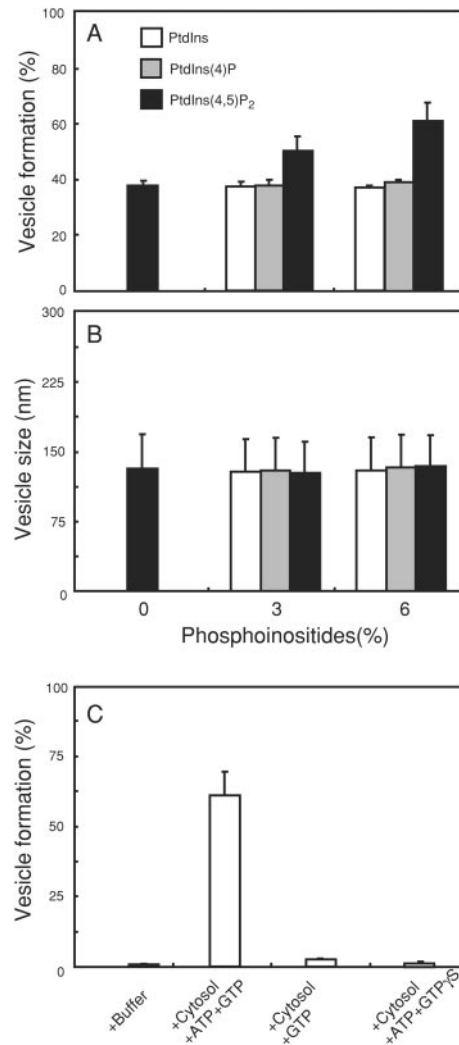 A
PtdIns
PtdIns(4)P
PtdIns(4,5)P2
Vesicle formation (%)
100
80
60
40
20
0
B
Vesicle size (nm)
300
225
150
75
0
0 3 6
Phosphoinositides(%)
C
Vesicle formation (%)
100
75
50
25
0
+Buffer
+Cytosol
+ATP+GTP
+Cytosol
+GTP
+Cytosol
+ATP+GTPγS